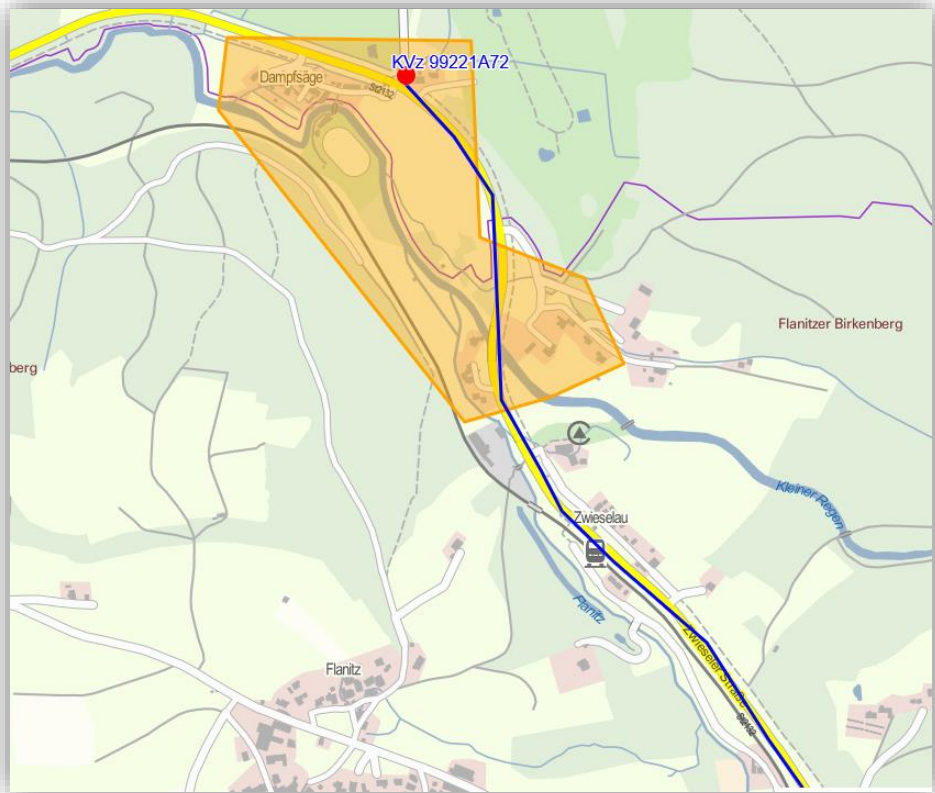 KVz 99221A72
Dampfsäge
St2132
Flanitzer Birkenberg
berg
Kleiner Regen
Zwieselau
Flanitz
Zwieseler Straße
Flanitz
St2132